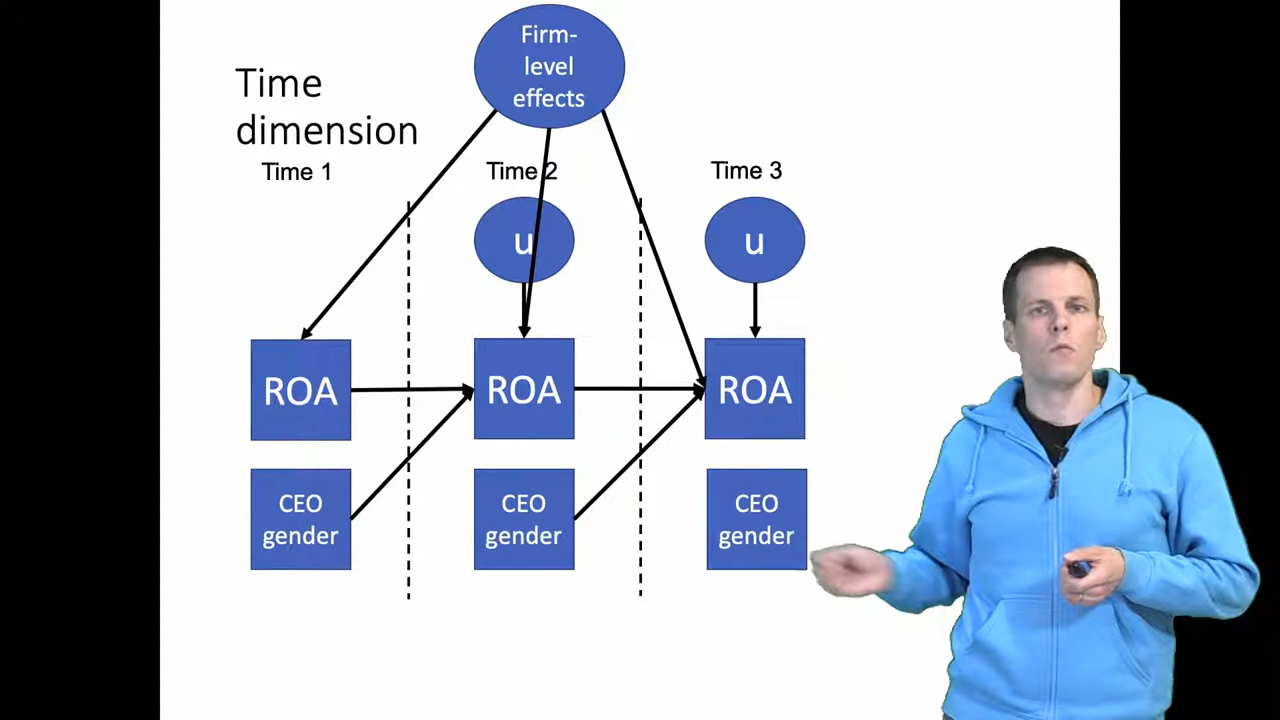 Firm-
level
effects
Time
dimension
Time 1
Time 2
Time 3
u
u
ROA
ROA
ROA
CEO
gender
CEO
gender
CEO
gender